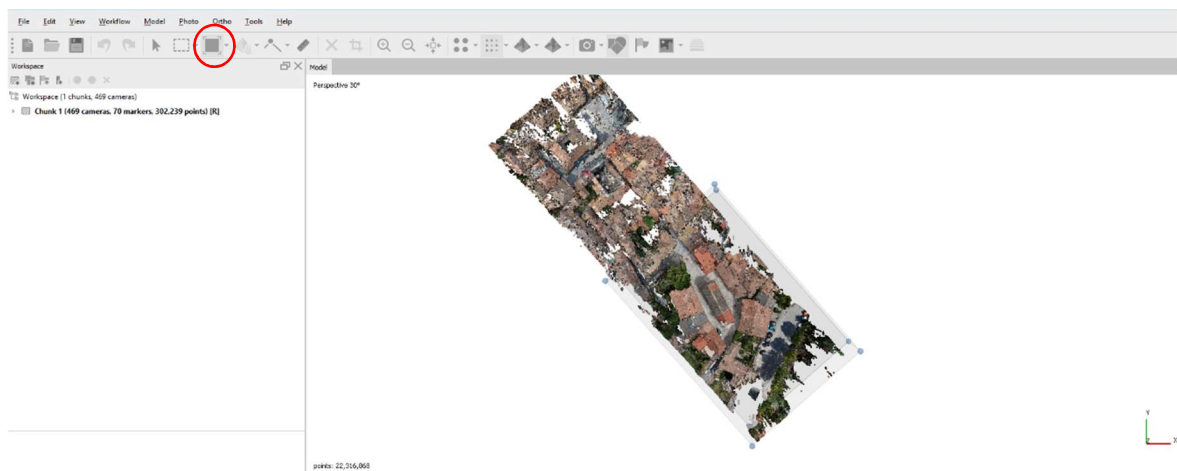 File Edit View Workflow Model Photo Ortho Tools Help
Workspace
Model
Workspace (1 chunks, 469 cameras)
Chunk 1 (469 cameras, 70 markers, 302,239 points) [R]
Perspective 30°
Y
X
Z
points: 22,316,068